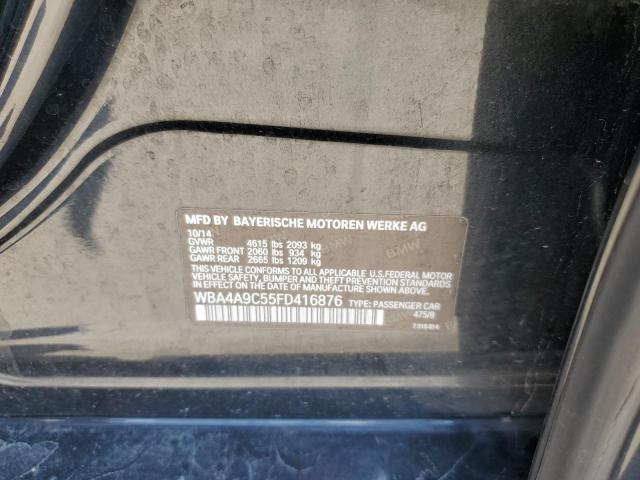 MFD BY BAYERISCHE MOTOREN WERKE AG
10/14
GVWR 4615 lbs 2093 kg
GAWR FRONT 2060 lbs 934 kg
GAWR REAR 2665 lbs 1209 kg
THIS VEHICLE CONFORMS TO ALL APPLICABLE U.S.FEDERAL MOTOR
VEHICLE SAFETY, BUMPER AND THEFT PREVENTION STANDARDS
IN EFFECT ON THE DATE OF MANUFACTURE SHOWN ABOVE.
WBA4A9C55FD416876 TYPE: PASSENGER CAR
475/9